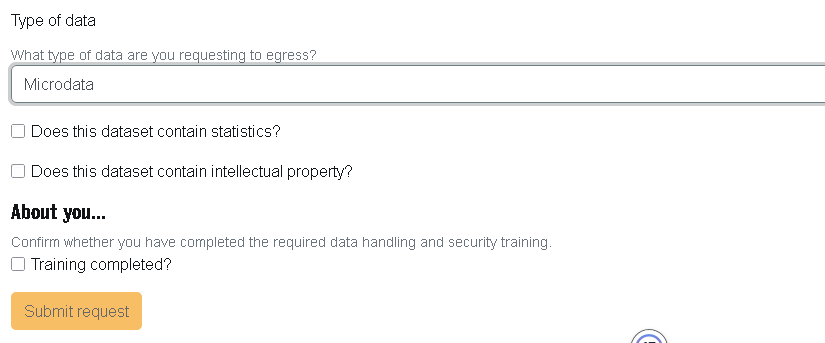 Type of data
What type of data are you requesting to egress?
Microdata
Does this dataset contain statistics?
Does this dataset contain intellectual property?
About you...
Confirm whether you have completed the required data handling and security training.
Training completed?
Submit request